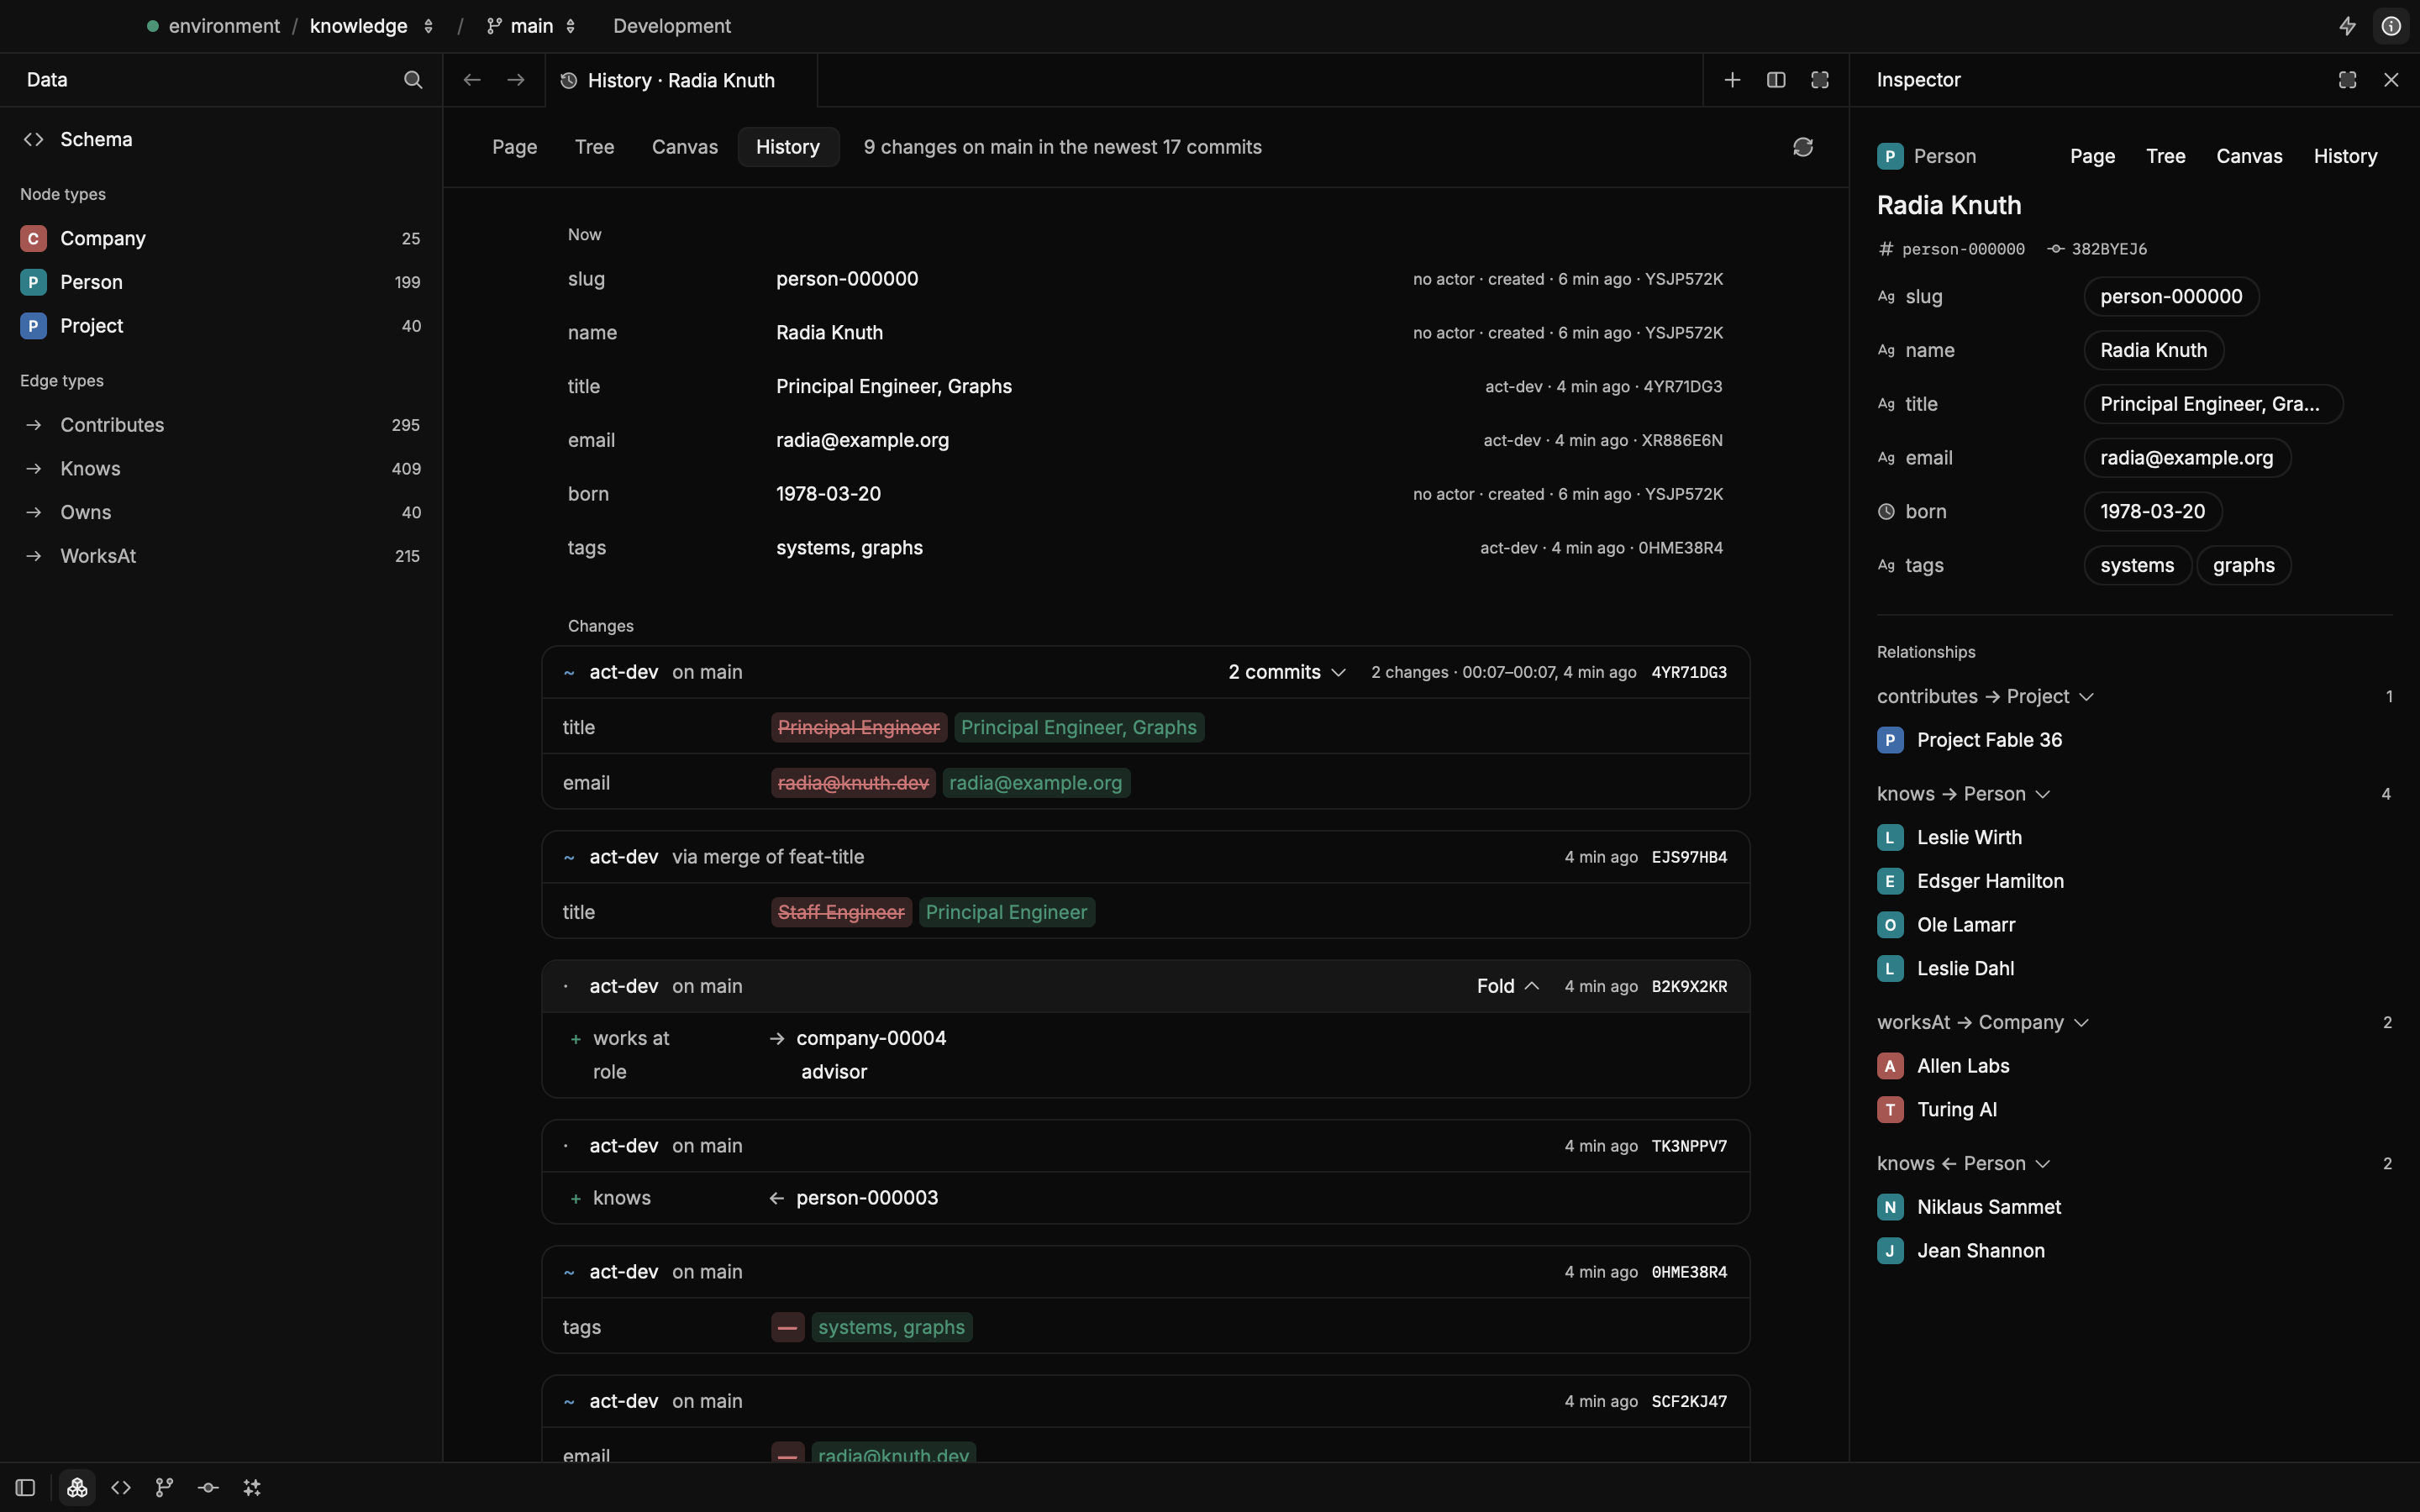 environment / knowledge / main Development
Data
Schema
Node types
C Company 25
P Person 199
P Project 40
Edge types
Contributes 295
Knows 409
Owns 40
WorksAt 215
History · Radia Knuth
Page Tree Canvas History 9 changes on main in the newest 17 commits
Now
slug person-000000 no actor · created · 6 min ago · YSJP572K
name Radia Knuth no actor · created · 6 min ago · YSJP572K
title Principal Engineer, Graphs act-dev · 4 min ago · 4YR71DG3
email radia@example.org act-dev · 4 min ago · XR886E6N
born 1978-03-20 no actor · created · 6 min ago · YSJP572K
tags systems, graphs act-dev · 4 min ago · 0HME38R4
Changes
~ act-dev on main 2 commits 2 changes · 00:07–00:07, 4 min ago 4YR71DG3
title Principal Engineer Principal Engineer, Graphs
email radia@knuth.dev radia@example.org
~ act-dev via merge of feat-title 4 min ago EJS97HB4
title Staff Engineer Principal Engineer
· act-dev on main Fold 4 min ago B2K9X2KR
+ works at → company-00004
role advisor
· act-dev on main 4 min ago TK3NPPV7
+ knows ← person-000003
~ act-dev on main 4 min ago 0HME38R4
tags — systems, graphs
~ act-dev on main 4 min ago SCF2KJ47
email — radia@knuth.dev
Inspector
P Person Page Tree Canvas History
Radia Knuth
# person-000000 382BYEJ6
Ag slug person-000000
Ag name Radia Knuth
Ag title Principal Engineer, Gra...
Ag email radia@example.org
born 1978-03-20
Ag tags systems graphs
Relationships
contributes → Project 1
P Project Fable 36
knows → Person 4
L Leslie Wirth
E Edsger Hamilton
O Ole Lamarr
L Leslie Dahl
worksAt → Company 2
A Allen Labs
T Turing AI
knows ← Person 2
N Niklaus Sammet
J Jean Shannon